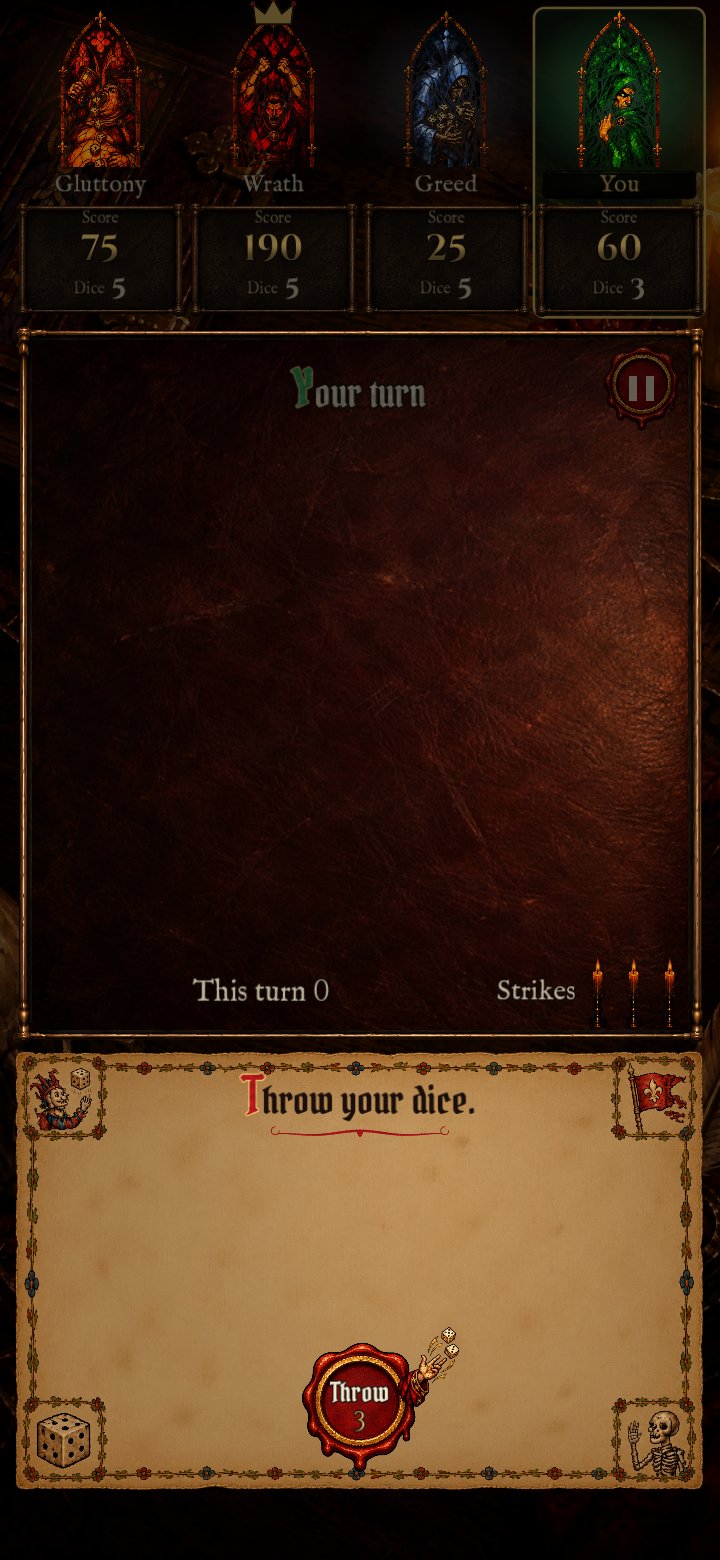 Gluttony Wrath Greed You
Score Score Score Score
75 190 25 60
Dice 5 Dice 5 Dice 5 Dice 3
Your turn
This turn 0 Strikes
Throw your dice.
Throw
3